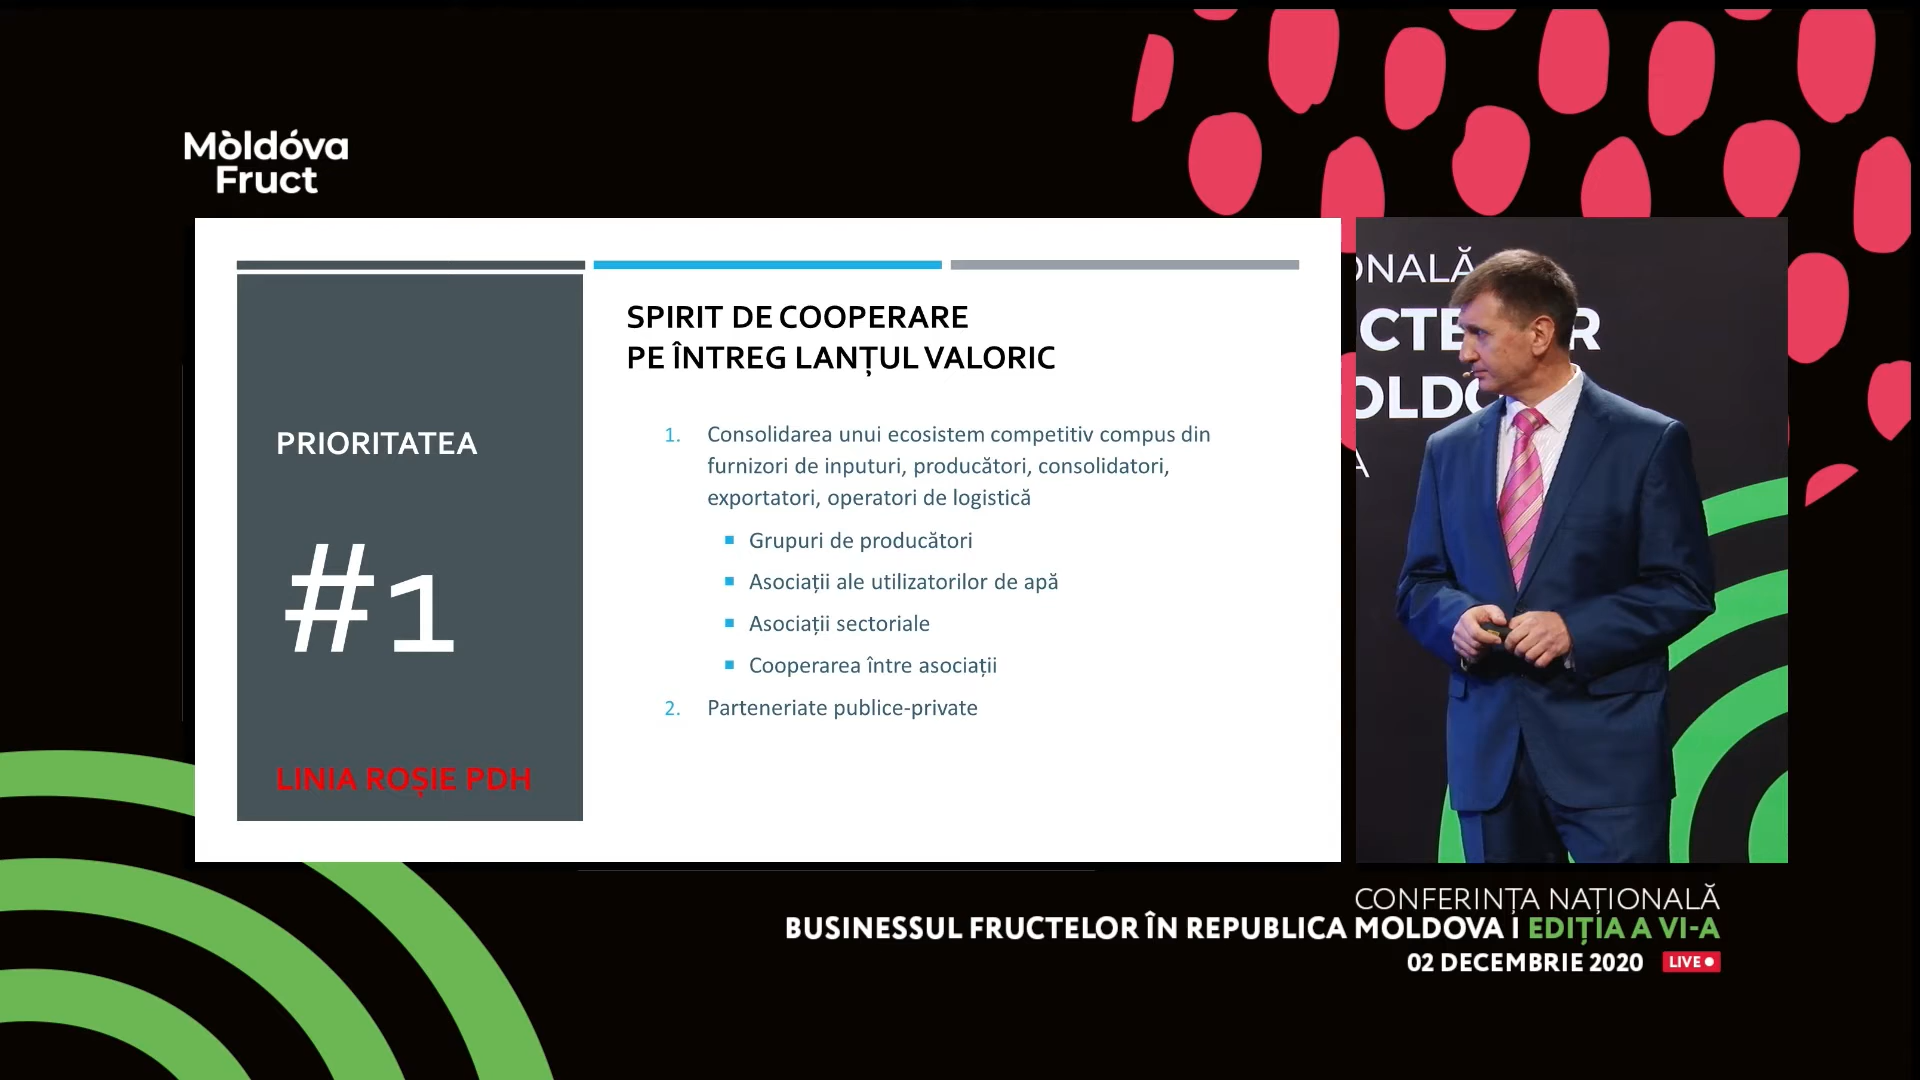 Mòldóva
Fruct
SPIRIT DE COOPERARE
PE ÎNTREG LANȚUL VALORIC
PRIORITATEA
#1
LINIA ROȘIE PDH
1. Consolidarea unui ecosistem competitiv compus din
furnizori de inputuri, producători, consolidatori,
exportatori, operatori de logistică
Grupuri de producători
Asociații ale utilizatorilor de apă
Asociații sectoriale
Cooperarea între asociații
2. Parteneriate publice-private
ONALĂ
CTE R
OLDO
A
CONFERINȚA NAȚIONALĂ
BUSINESSUL FRUCTELOR ÎN REPUBLICA MOLDOVA | EDIȚIA A VI-A
02 DECEMBRIE 2020 LIVE